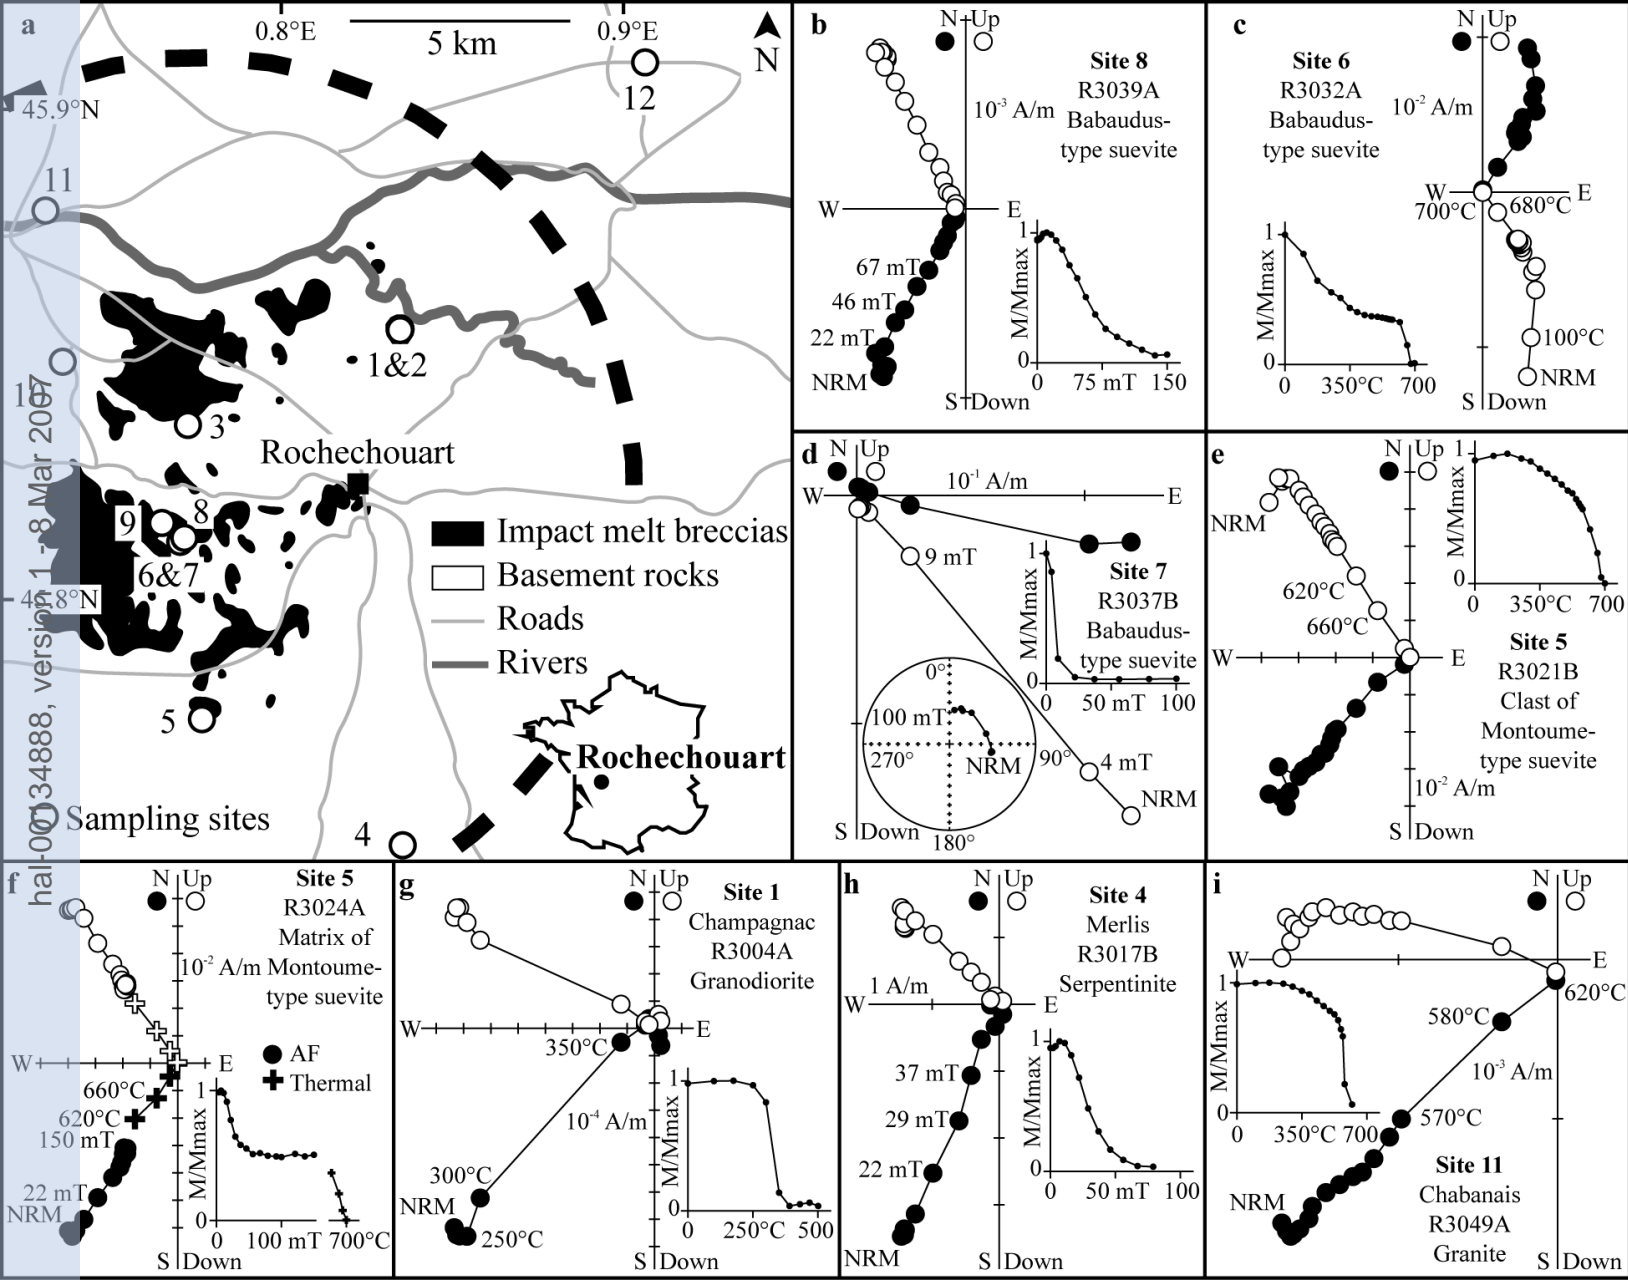 a
0.8°E
5 km
0.9°E
N
12
45.9°N
11
1&2
10
3
Rochechouart
9
8
6&7
45.8°N
5
4
Impact melt breccias
Basement rocks
Roads
Rivers
Rochechouart
Sampling sites
hal-00134888, version 1 - 8 Mar 2007
b
N Up
Site 8
R3039A
Babaudus-
type suevite
10-3 A/m
W E
67 mT
46 mT
22 mT
NRM
S Down
M/Mmax
1
0
0 75 mT 150
c
N Up
Site 6
R3032A
Babaudus-
type suevite
10-2 A/m
W E
700°C 680°C
100°C
NRM
S Down
M/Mmax
1
0
0 350°C 700
d
N Up
W E
10-1 A/m
9 mT
Site 7
R3037B
Babaudus-
type suevite
M/Mmax
1
0
0 50 mT 100
0°
100 mT
270° NRM 90°
180°
4 mT
NRM
S Down
e
N Up
NRM
620°C
660°C
W E
M/Mmax
1
0
0 350°C 700
Site 5
R3021B
Clast of
Montoume-
type suevite
10-2 A/m
S Down
f
N Up
Site 5
R3024A
Matrix of
Montoume-
type suevite
10-2 A/m
W E
AF
Thermal
660°C
620°C
150 mT
22 mT
NRM
M/Mmax
1
0
0 100 mT 700°C
S Down
g
N Up
Site 1
Champagnac
R3004A
Granodiorite
W E
350°C
10-4 A/m
300°C
NRM
250°C
M/Mmax
1
0
0 250°C 500
S Down
h
N Up
Site 4
Merlis
R3017B
Serpentinite
1 A/m
W E
37 mT
29 mT
22 mT
NRM
M/Mmax
1
0
0 50 mT 100
S Down
i
N Up
W E
620°C
580°C
10-3 A/m
570°C
M/Mmax
1
0
0 350°C 700
NRM
Site 11
Chabanais
R3049A
Granite
S Down